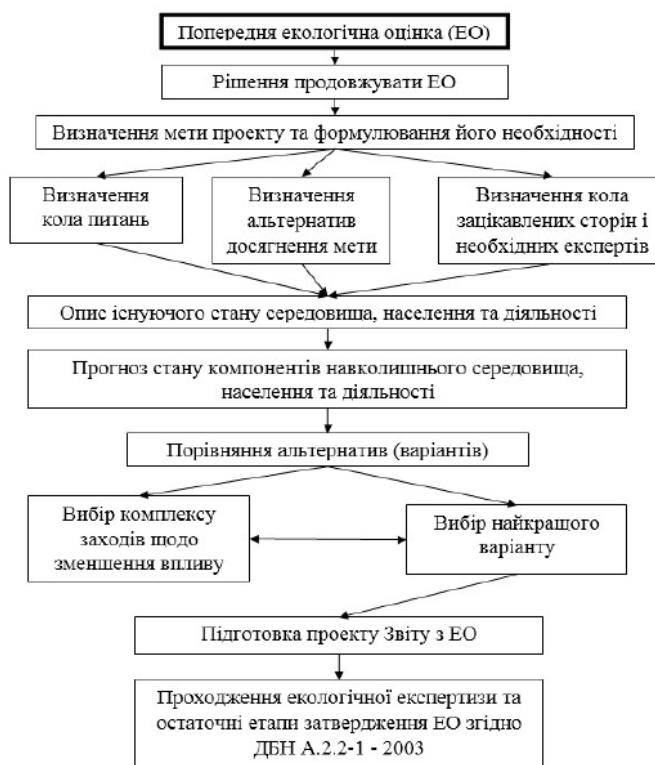 Попередня екологічна оцінка (ЕО)
Рішення продовжувати ЕО
Визначення мети проекту та формулювання його необхідності
Визначення
кола питань
Визначення
альтернатив
досягнення мети
Визначення кола
зацікавлених сторін і
необхідних експертів
Опис існуючого стану середовища, населення та діяльності
Прогноз стану компонентів навколишнього середовища,
населення та діяльності
Порівняння альтернатив (варіантів)
Вибір комплексу
заходів щодо
зменшення впливу
Вибір найкращого
варіанту
Підготовка проекту Звіту з ЕО
Проходження екологічної експертизи та
остаточні етапи затвердження ЕО згідно
ДБН А.2.2-1 - 2003